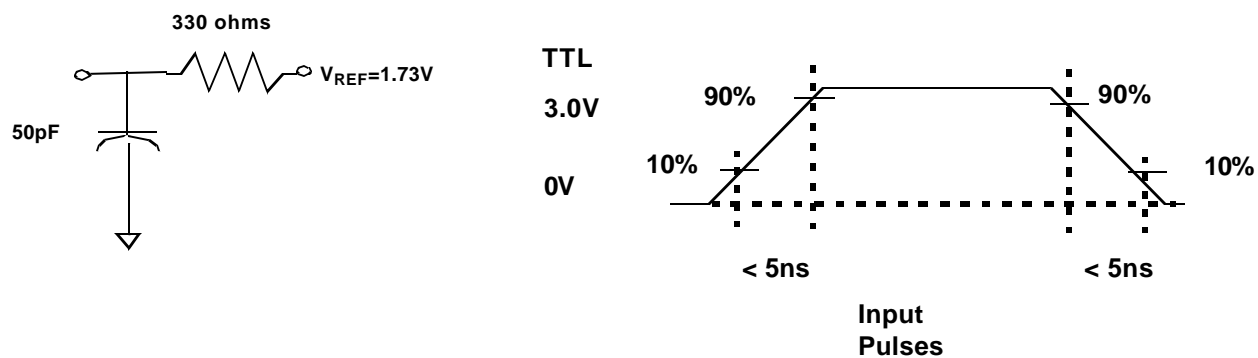 330 ohms
VREF=1.73V
50pF
TTL
3.0V
0V
90%
90%
10%
10%
< 5ns
< 5ns
Input
Pulses